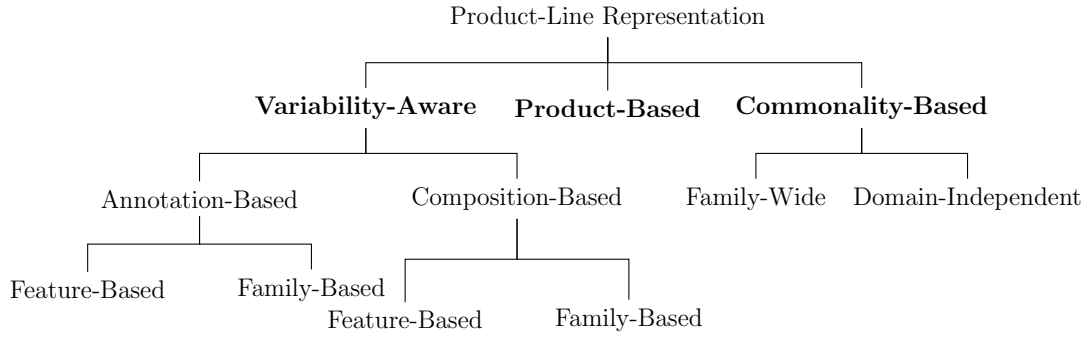 Product-Line Representation
Variability-Aware
Product-Based
Commonality-Based
Annotation-Based
Composition-Based
Family-Wide
Domain-Independent
Feature-Based
Family-Based
Feature-Based
Family-Based